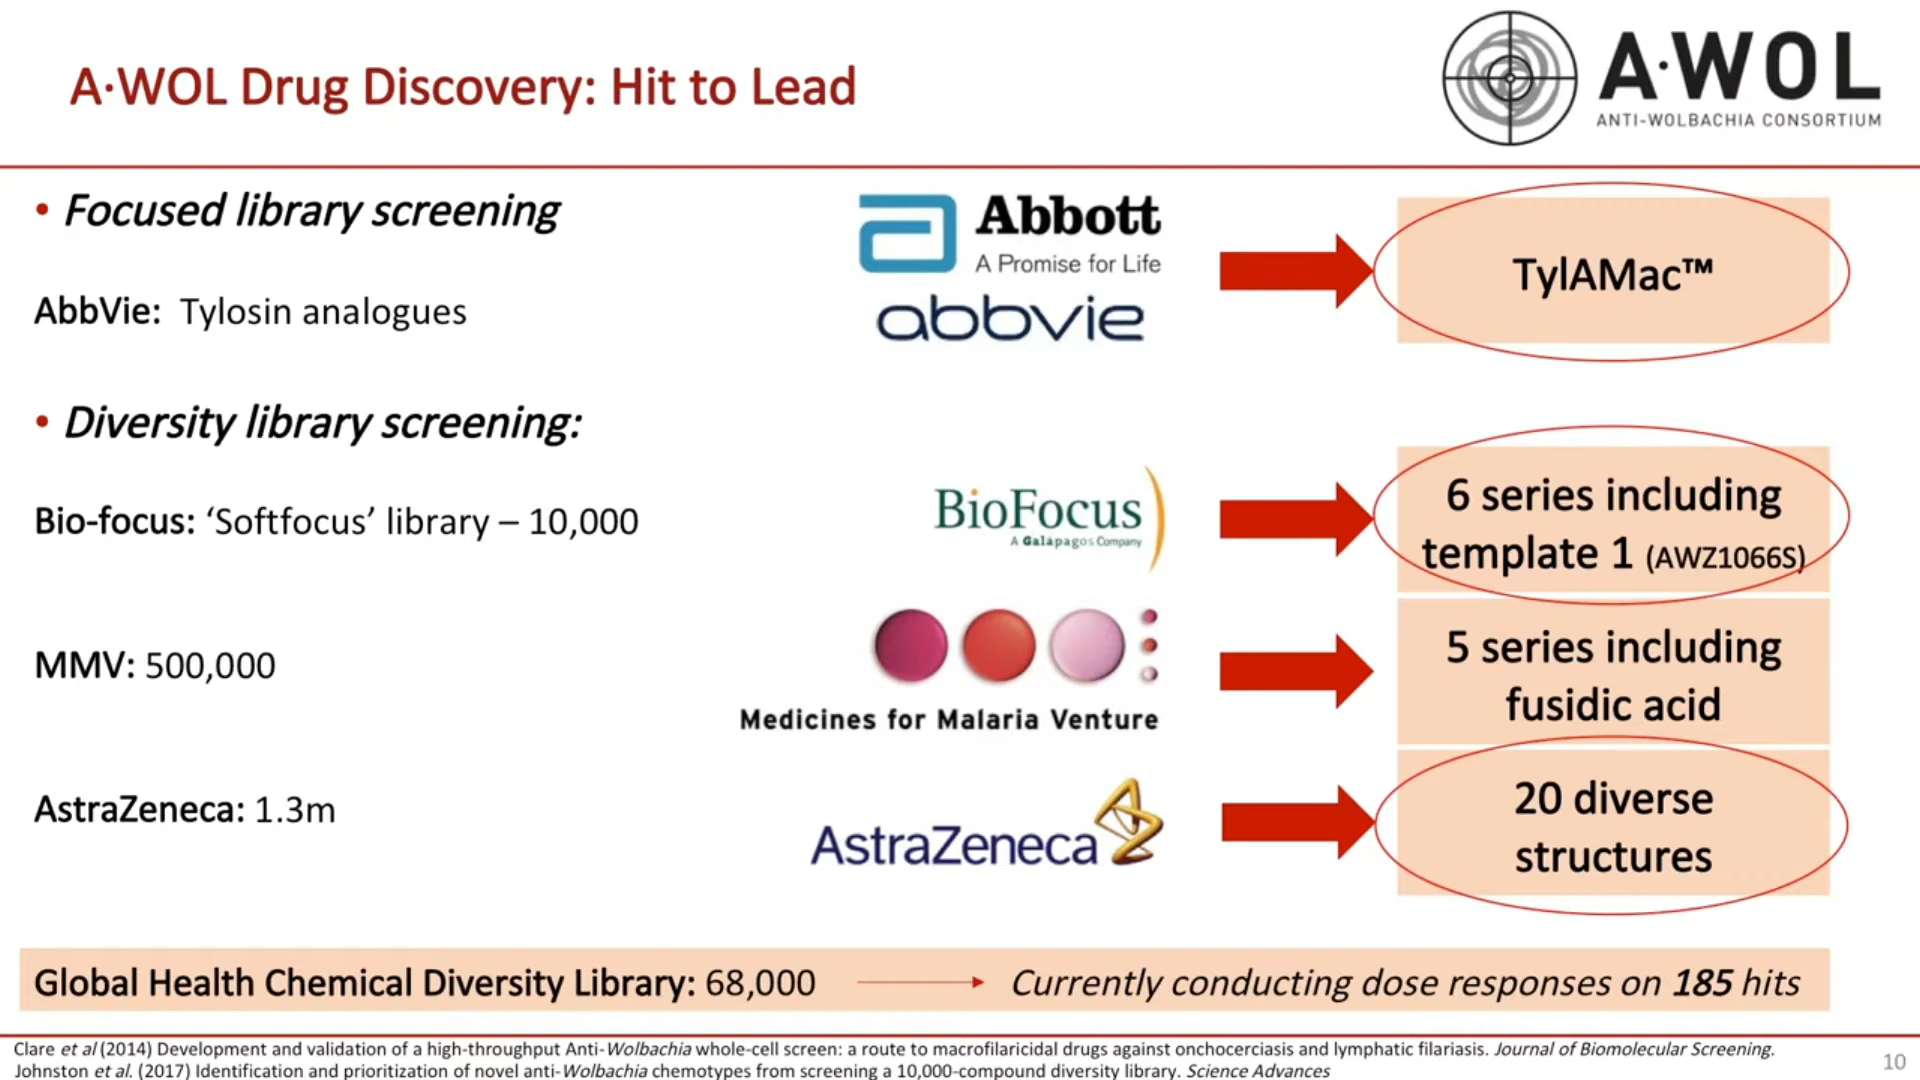 A·WOL Drug Discovery: Hit to Lead
A·WOL
ANTI-WOLBACHIA CONSORTIUM
• Focused library screening
AbbVie: Tylosin analogues
Abbott
A Promise for Life
abbvie
TylAMac™
• Diversity library screening:
Bio-focus: ‘Softfocus’ library – 10,000
BioFocus
A Galápagos Company
6 series including
template 1 (AWZ1066S)
MMV: 500,000
Medicines for Malaria Venture
5 series including
fusidic acid
AstraZeneca: 1.3m
AstraZeneca
20 diverse
structures
Global Health Chemical Diversity Library: 68,000
Currently conducting dose responses on 185 hits
Clare et al (2014) Development and validation of a high-throughput Anti-Wolbachia whole-cell screen: a route to macrofilaricidal drugs against onchocerciasis and lymphatic filariasis. Journal of Biomolecular Screening.
Johnston et al. (2017) Identification and prioritization of novel anti-Wolbachia chemotypes from screening a 10,000-compound diversity library. Science Advances
10